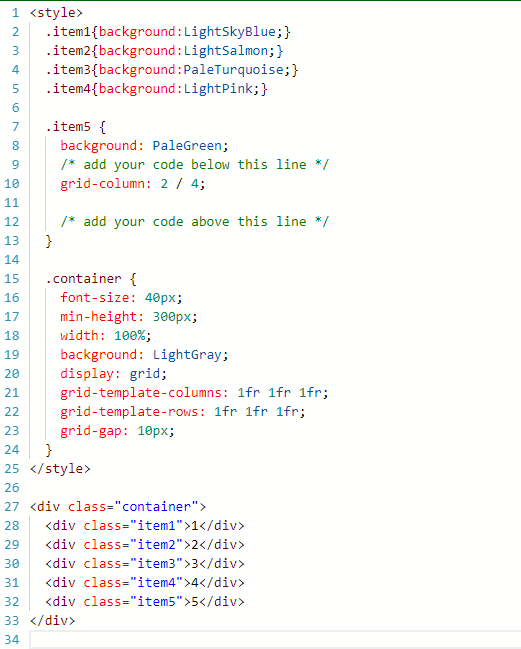 1 <style>
2   .item1{background:LightSkyBlue;}
3   .item2{background:LightSalmon;}
4   .item3{background:PaleTurquoise;}
5   .item4{background:LightPink;}
6
7   .item5 {
8     background: PaleGreen;
9     /* add your code below this line */
10     grid-column: 2 / 4;
11
12     /* add your code above this line */
13   }
14
15   .container {
16     font-size: 40px;
17     min-height: 300px;
18     width: 100%;
19     background: LightGray;
20     display: grid;
21     grid-template-columns: 1fr 1fr 1fr;
22     grid-template-rows: 1fr 1fr 1fr;
23     grid-gap: 10px;
24   }
25 </style>
26
27 <div class="container">
28   <div class="item1">1</div>
29   <div class="item2">2</div>
30   <div class="item3">3</div>
31   <div class="item4">4</div>
32   <div class="item5">5</div>
33 </div>
34